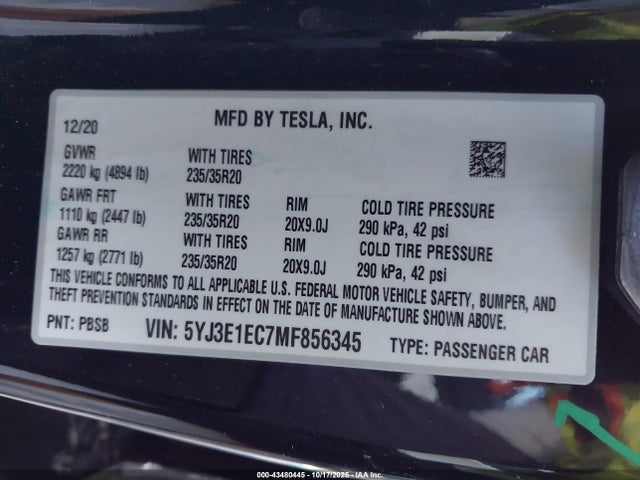 MFD BY TESLA, INC.
12/20
GVWR WITH TIRES
2220 kg (4894 lb) 235/35R20
GAWR FRT WITH TIRES RIM COLD TIRE PRESSURE
1110 kg (2447 lb) 235/35R20 20X9.0J 290 kPa, 42 psi
GAWR RR WITH TIRES RIM COLD TIRE PRESSURE
1257 kg (2771 lb) 235/35R20 20X9.0J 290 kPa, 42 psi
THIS VEHICLE CONFORMS TO ALL APPLICABLE U.S. FEDERAL MOTOR VEHICLE SAFETY, BUMPER, AND
THEFT PREVENTION STANDARDS IN EFFECT ON THE DATE OF MANUFACTURE SHOWN ABOVE.
PNT: PBSB VIN: 5YJ3E1EC7MF856345 TYPE: PASSENGER CAR
000-43480445 - 10/17/2025 - COPART IAA